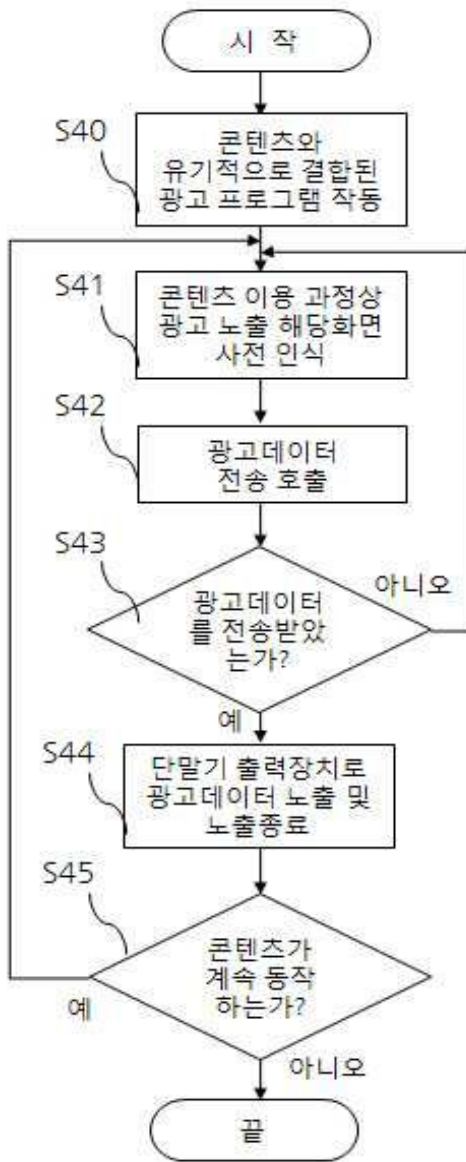 시 작
S40
콘텐츠와
유기적으로 결합된
광고 프로그램 작동
S41
콘텐츠 이용 과정상
광고 노출 해당화면
사전 인식
S42
광고데이터
전송 호출
S43
광고데이터
를 전송받았
는가?
아니오
예
S44
단말기 출력장치로
광고데이터 노출 및
노출종료
S45
콘텐츠가
계속 동작
하는가?
예
아니오
끝